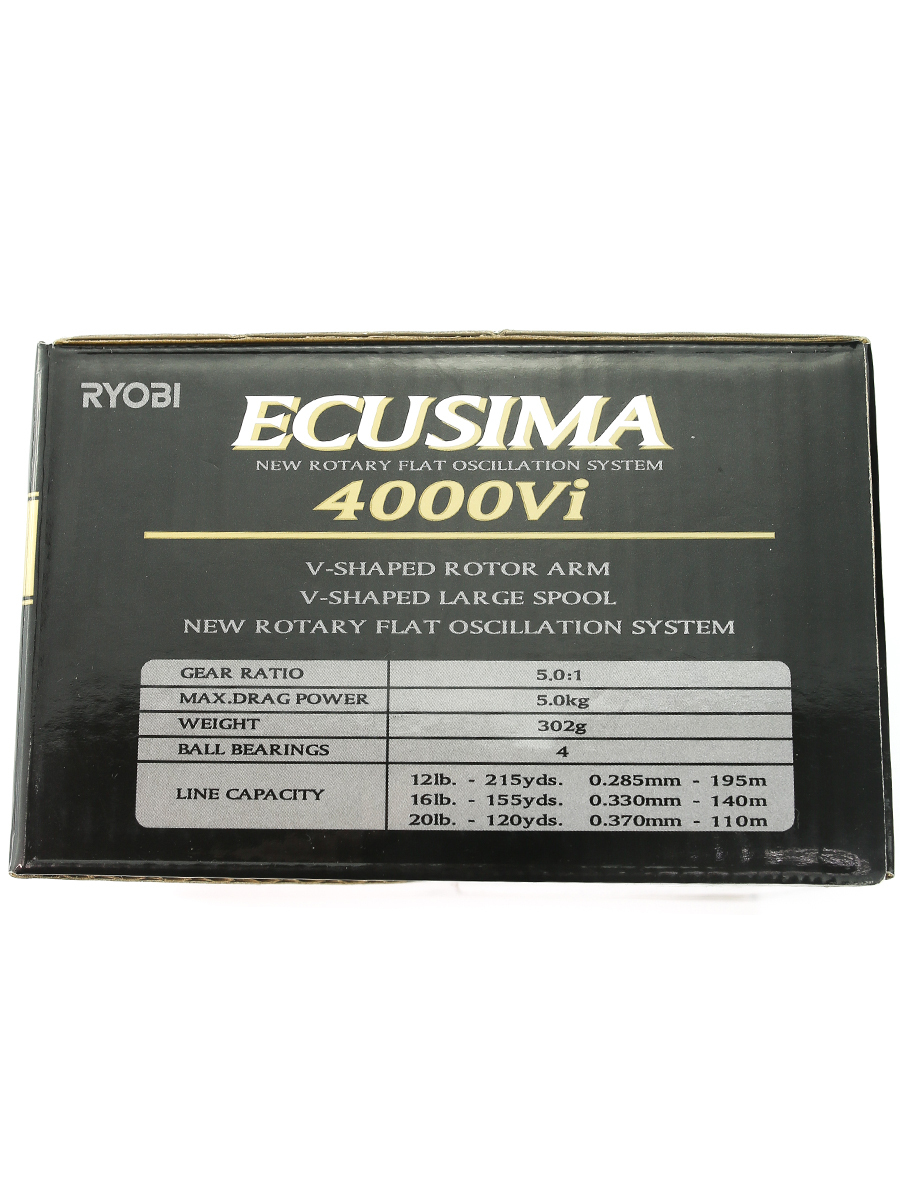 RYOBI
ECUSIMA
NEW ROTARY FLAT OSCILLATION SYSTEM
4000Vi
V-SHAPED ROTOR ARM
V-SHAPED LARGE SPOOL
NEW ROTARY FLAT OSCILLATION SYSTEM
GEAR RATIO 5.0:1
MAX.DRAG POWER 5.0kg
WEIGHT 302g
BALL BEARINGS 4
LINE CAPACITY
12lb. - 215yds. 0.285mm - 195m
16lb. - 155yds. 0.330mm - 140m
20lb. - 120yds. 0.370mm - 110m